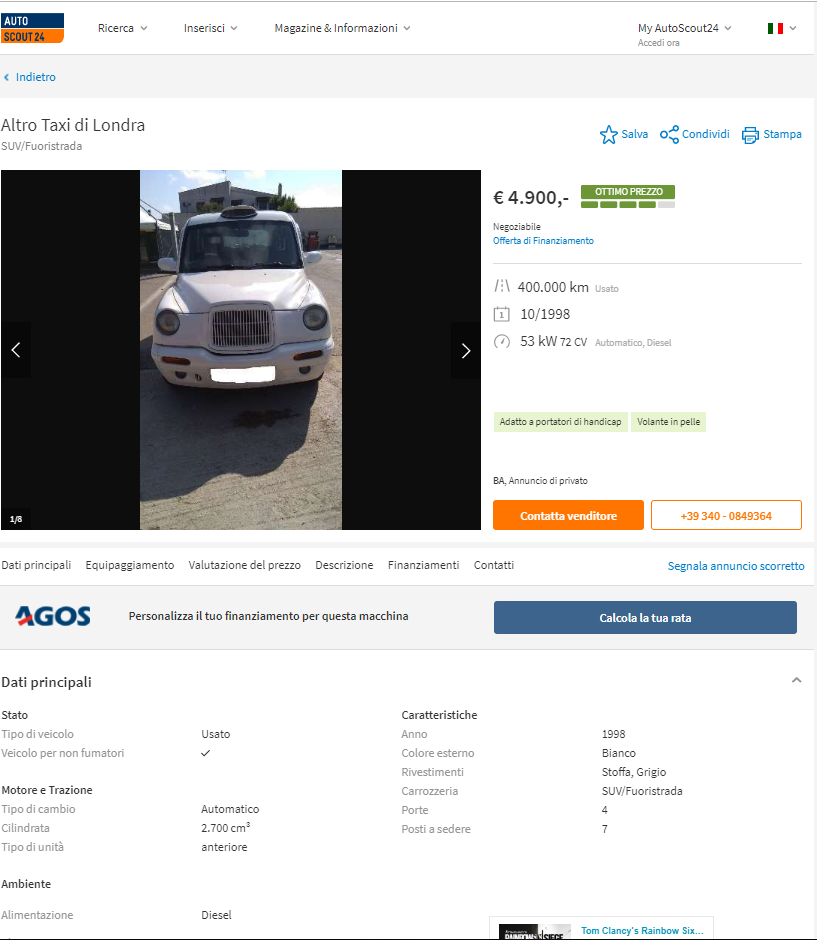 AUTO
SCOUT 24
Ricerca
Inserisci
Magazine & Informazioni
My AutoScout24
Accedi ora
Indietro
Altro Taxi di Londra
SUV/Fuoristrada
Salva
Condividi
Stampa
€ 4.900,-
OTTIMO PREZZO
Negoziabile
Offerta di Finanziamento
400.000 km Usato
1
10/1998
53 kW 72 CV Automatico, Diesel
Adatto a portatori di handicap
Volante in pelle
BA, Annuncio di privato
1/8
Contatta venditore
+39 340 - 0849364
Dati principali
Equipaggiamento
Valutazione del prezzo
Descrizione
Finanziamenti
Contatti
Segnala annuncio scorretto
AGOS
Personalizza il tuo finanziamento per questa macchina
Calcola la tua rata
Dati principali
Stato
Tipo di veicolo Usato
Veicolo per non fumatori ✓
Motore e Trazione
Tipo di cambio Automatico
Cilindrata 2.700 cm³
Tipo di unità anteriore
Ambiente
Alimentazione Diesel
Caratteristiche
Anno 1998
Colore esterno Bianco
Rivestimenti Stoffa, Grigio
Carrozzeria SUV/Fuoristrada
Porte 4
Posti a sedere 7
RAINBOW SIEGE
Tom Clancy's Rainbow Six...